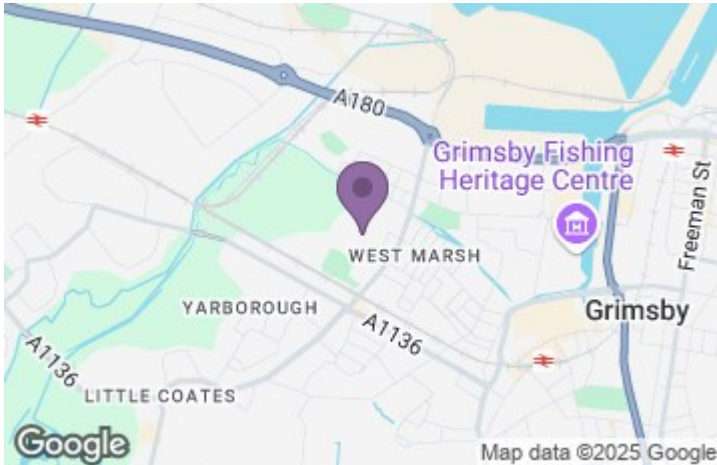 A180
Grimsby Fishing
Heritage Centre
Freeman St
WEST MARSH
YARBOROUGH
Grimsby
A1136
A1136
LITTLE COATES
Google
Map data ©2025 Google